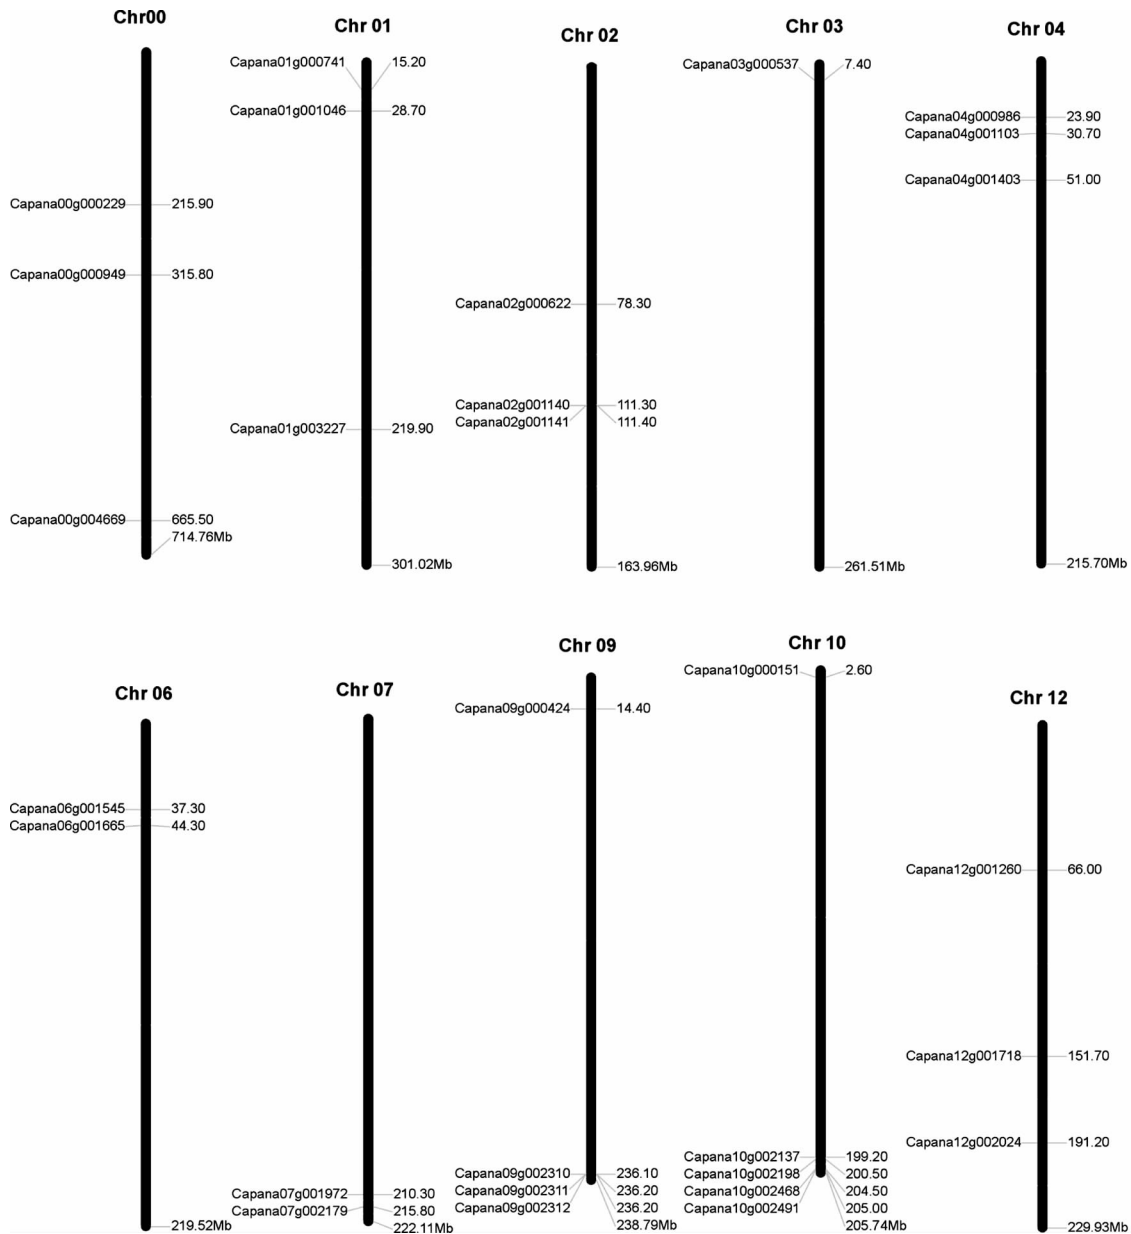 Chr00
Capana00g000229 215.90
Capana00g000949 315.80
Capana00g004669 665.50
714.76Mb
Chr 01
Capana01g000741 15.20
Capana01g001046 28.70
Capana01g003227 219.90
301.02Mb
Chr 02
Capana02g000622 78.30
Capana02g001140 111.30
Capana02g001141 111.40
163.96Mb
Chr 03
Capana03g000537 7.40
261.51Mb
Chr 04
Capana04g000986 23.90
Capana04g001103 30.70
Capana04g001403 51.00
215.70Mb
Chr 06
Capana06g001545 37.30
Capana06g001665 44.30
219.52Mb
Chr 07
Capana07g001972 210.30
Capana07g002179 215.80
222.11Mb
Chr 09
Capana09g000424 14.40
Capana09g002310 236.10
Capana09g002311 236.20
Capana09g002312 236.20
238.79Mb
Chr 10
Capana10g000151 2.60
Capana10g002137 199.20
Capana10g002198 200.50
Capana10g002468 204.50
Capana10g002491 205.00
205.74Mb
Chr 12
Capana12g001260 66.00
Capana12g001718 151.70
Capana12g002024 191.20
229.93Mb